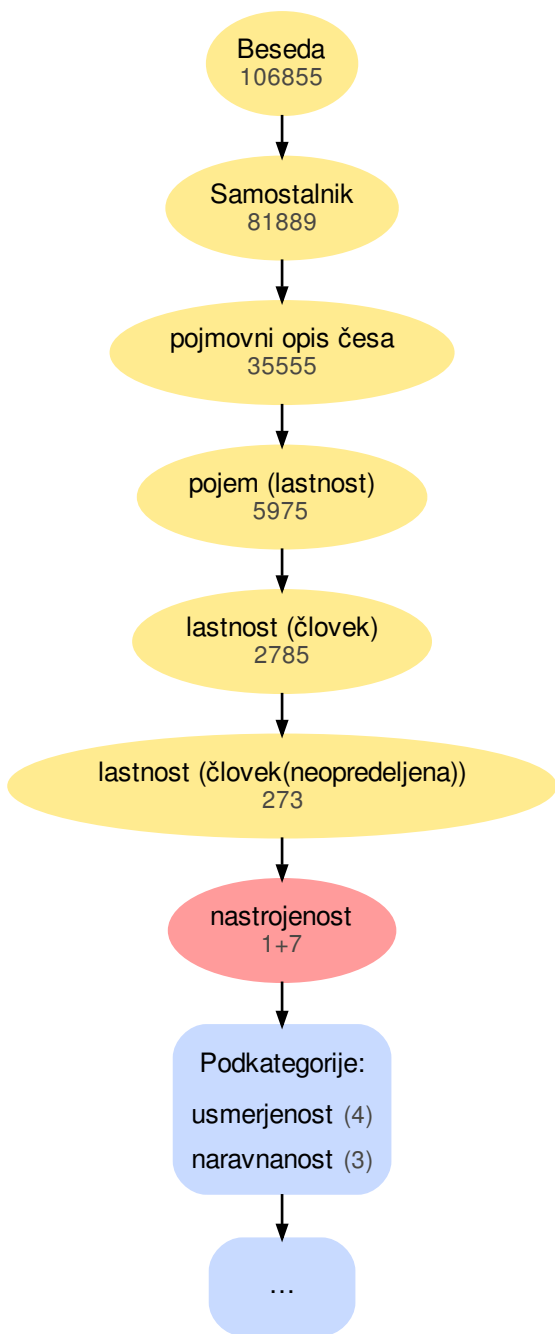 Beseda
106855
Samostalnik
81889
pojmovni opis česa
35555
pojem (lastnost)
5975
lastnost (človek)
2785
lastnost (človek(neopredeljena))
273
nastrojenost
1+7
Podkategorije:
usmerjenost (4)
naravnanost (3)
...